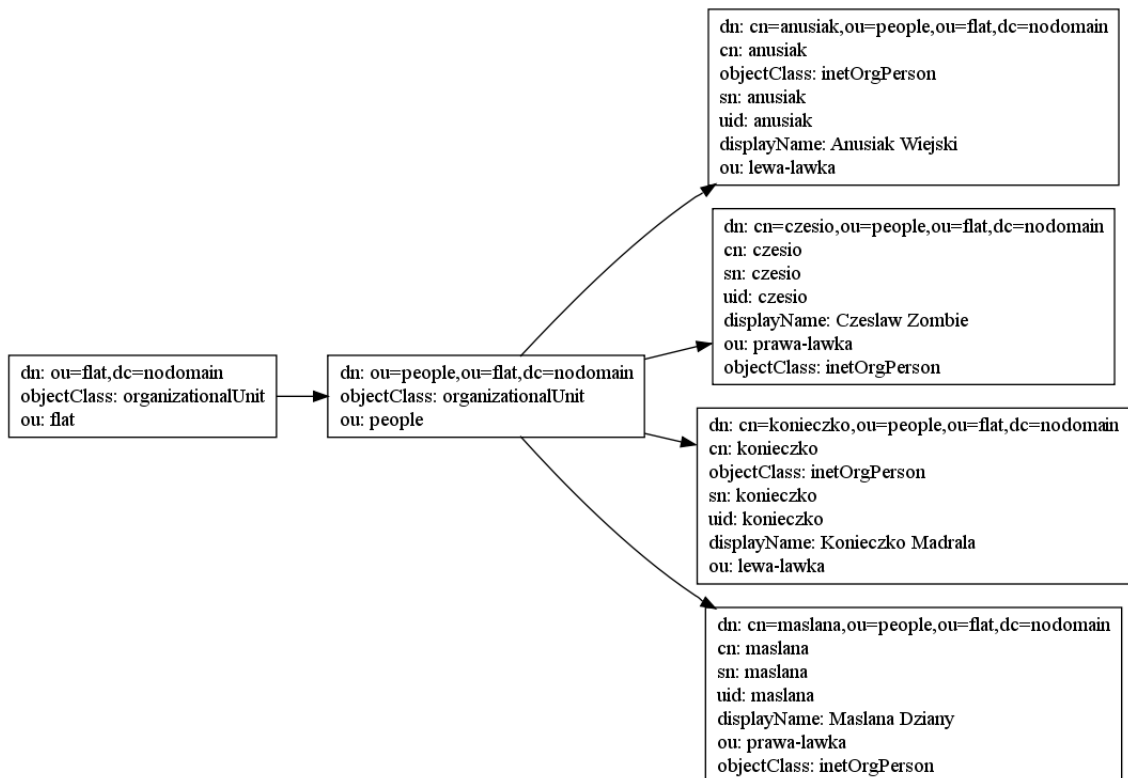 dn: ou=flat,dc=nodomain
objectClass: organizationalUnit
ou: flat
dn: ou=people,ou=flat,dc=nodomain
objectClass: organizationalUnit
ou: people
dn: cn=anusiak,ou=people,ou=flat,dc=nodomain
cn: anusiak
objectClass: inetOrgPerson
sn: anusiak
uid: anusiak
displayName: Anusiak Wiejski
ou: lewa-lawka
dn: cn=czesio,ou=people,ou=flat,dc=nodomain
cn: czesio
sn: czesio
uid: czesio
displayName: Czeslaw Zombie
ou: prawa-lawka
objectClass: inetOrgPerson
dn: cn=konieczko,ou=people,ou=flat,dc=nodomain
cn: konieczko
objectClass: inetOrgPerson
sn: konieczko
uid: konieczko
displayName: Konieczko Madrala
ou: lewa-lawka
dn: cn=maslana,ou=people,ou=flat,dc=nodomain
cn: maslana
sn: maslana
uid: maslana
displayName: Maslana Dziany
ou: prawa-lawka
objectClass: inetOrgPerson